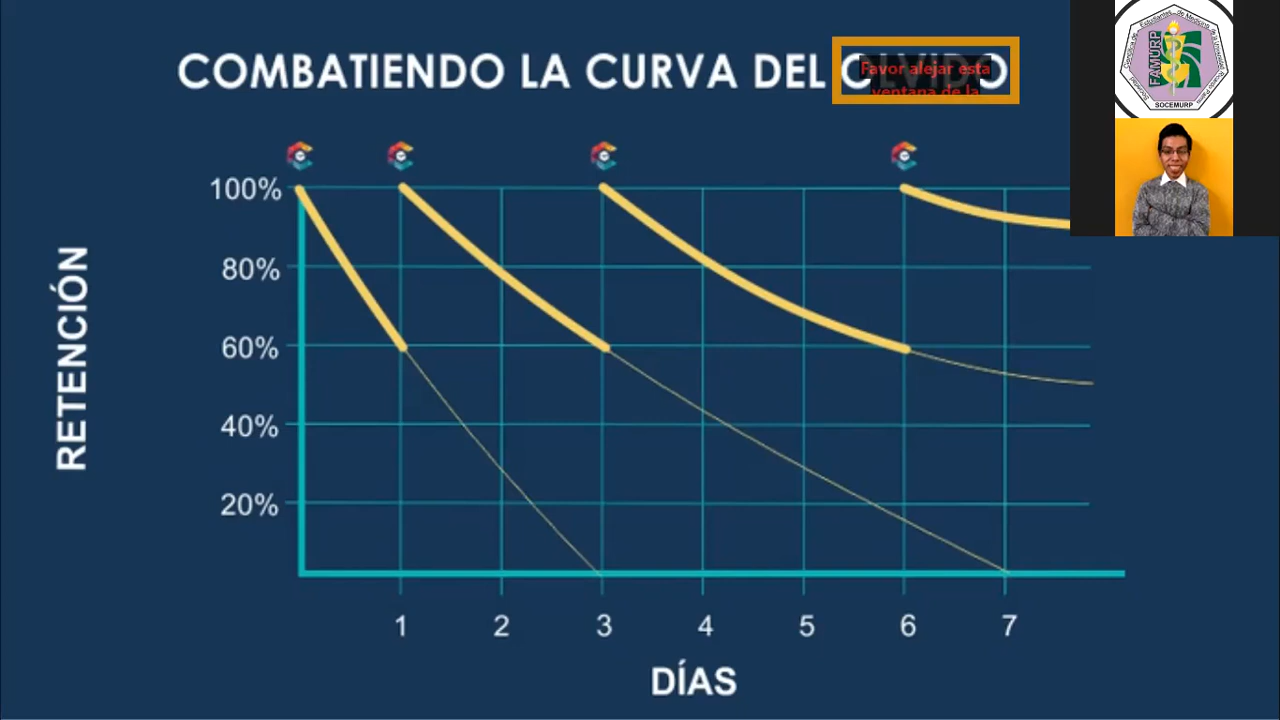 COMBATIENDO LA CURVA DEL OLVIDO
Favor alejar esta
ventana de la
FAMURP
SOCEMURP
RETENCIÓN
100%
80%
60%
40%
20%
1 2 3 4 5 6 7
DÍAS